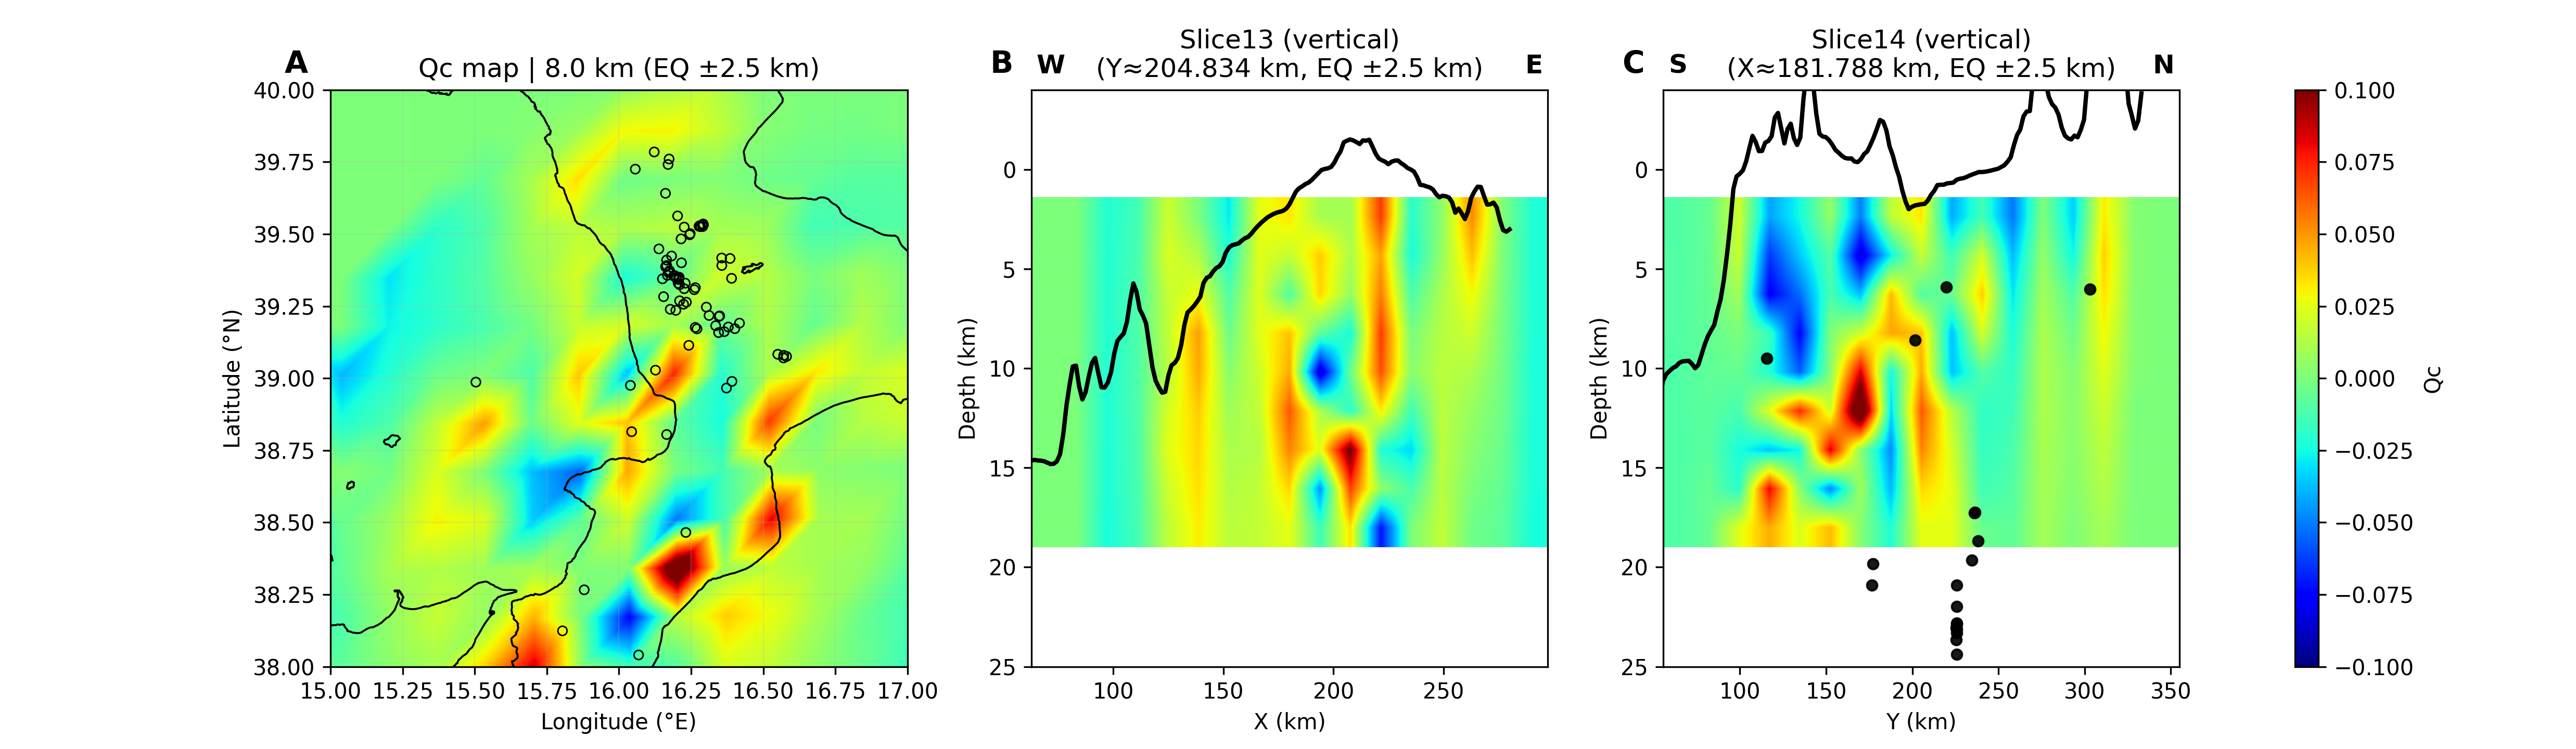 A
Qc map | 8.0 km (EQ ±2.5 km)
40.00
39.75
39.50
39.25
39.00
38.75
38.50
38.25
38.00
Latitude (°N)
15.00 15.25 15.50 15.75 16.00 16.25 16.50 16.75 17.00
Longitude (°E)
B W E
Slice13 (vertical)
(Y≈204.834 km, EQ ±2.5 km)
0
5
10
15
20
25
Depth (km)
100 150 200 250
X (km)
C S N
Slice14 (vertical)
(X≈181.788 km, EQ ±2.5 km)
0
5
10
15
20
25
Depth (km)
100 150 200 250 300 350
Y (km)
0.100
0.075
0.050
0.025
0.000
−0.025
−0.050
−0.075
−0.100
Qc